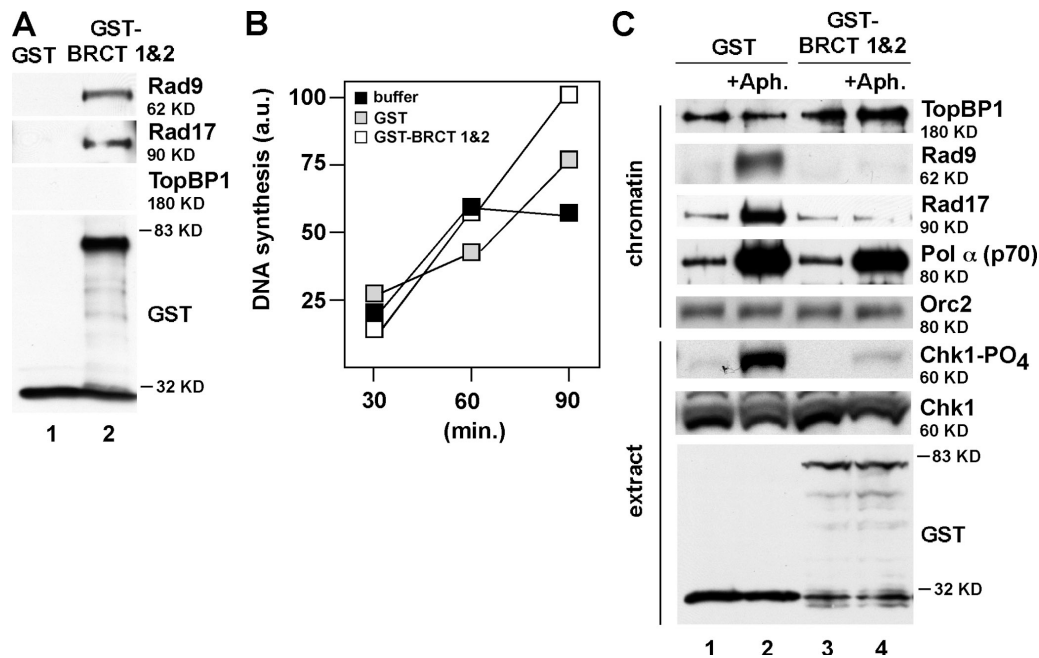 A
GST
GST-
BRCT 1&2
Rad9
62 KD
Rad17
90 KD
TopBP1
180 KD
–83 KD
GST
–32 KD
1 2
B
DNA synthesis (a.u.)
100
75
50
25
buffer
GST
GST-BRCT 1&2
30 60 90
(min.)
C
GST
GST-
BRCT 1&2
+Aph. +Aph.
chromatin
TopBP1
180 KD
Rad9
62 KD
Rad17
90 KD
Pol α (p70)
80 KD
Orc2
80 KD
extract
Chk1-PO4
60 KD
Chk1
60 KD
–83 KD
GST
–32 KD
1 2 3 4